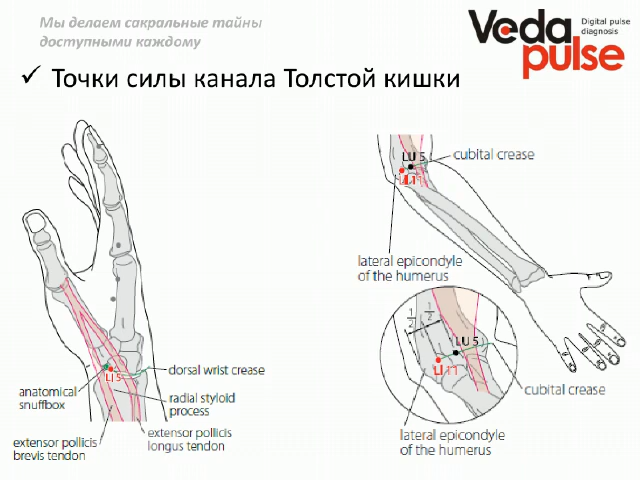 Мы делаем сакральные тайны
доступными каждому
Veda
pulse
Digital pulse
diagnosis
✓ Точки силы канала Толстой кишки
LI 5
anatomical
snuffbox
extensor pollicis
brevis tendon
dorsal wrist crease
radial styloid
process
extensor pollicis
longus tendon
LU 5
LI 11
cubital crease
lateral epicondyle
of the humerus
1/2
1/2
LU 5
LI 11
cubital crease
lateral epicondyle
of the humerus